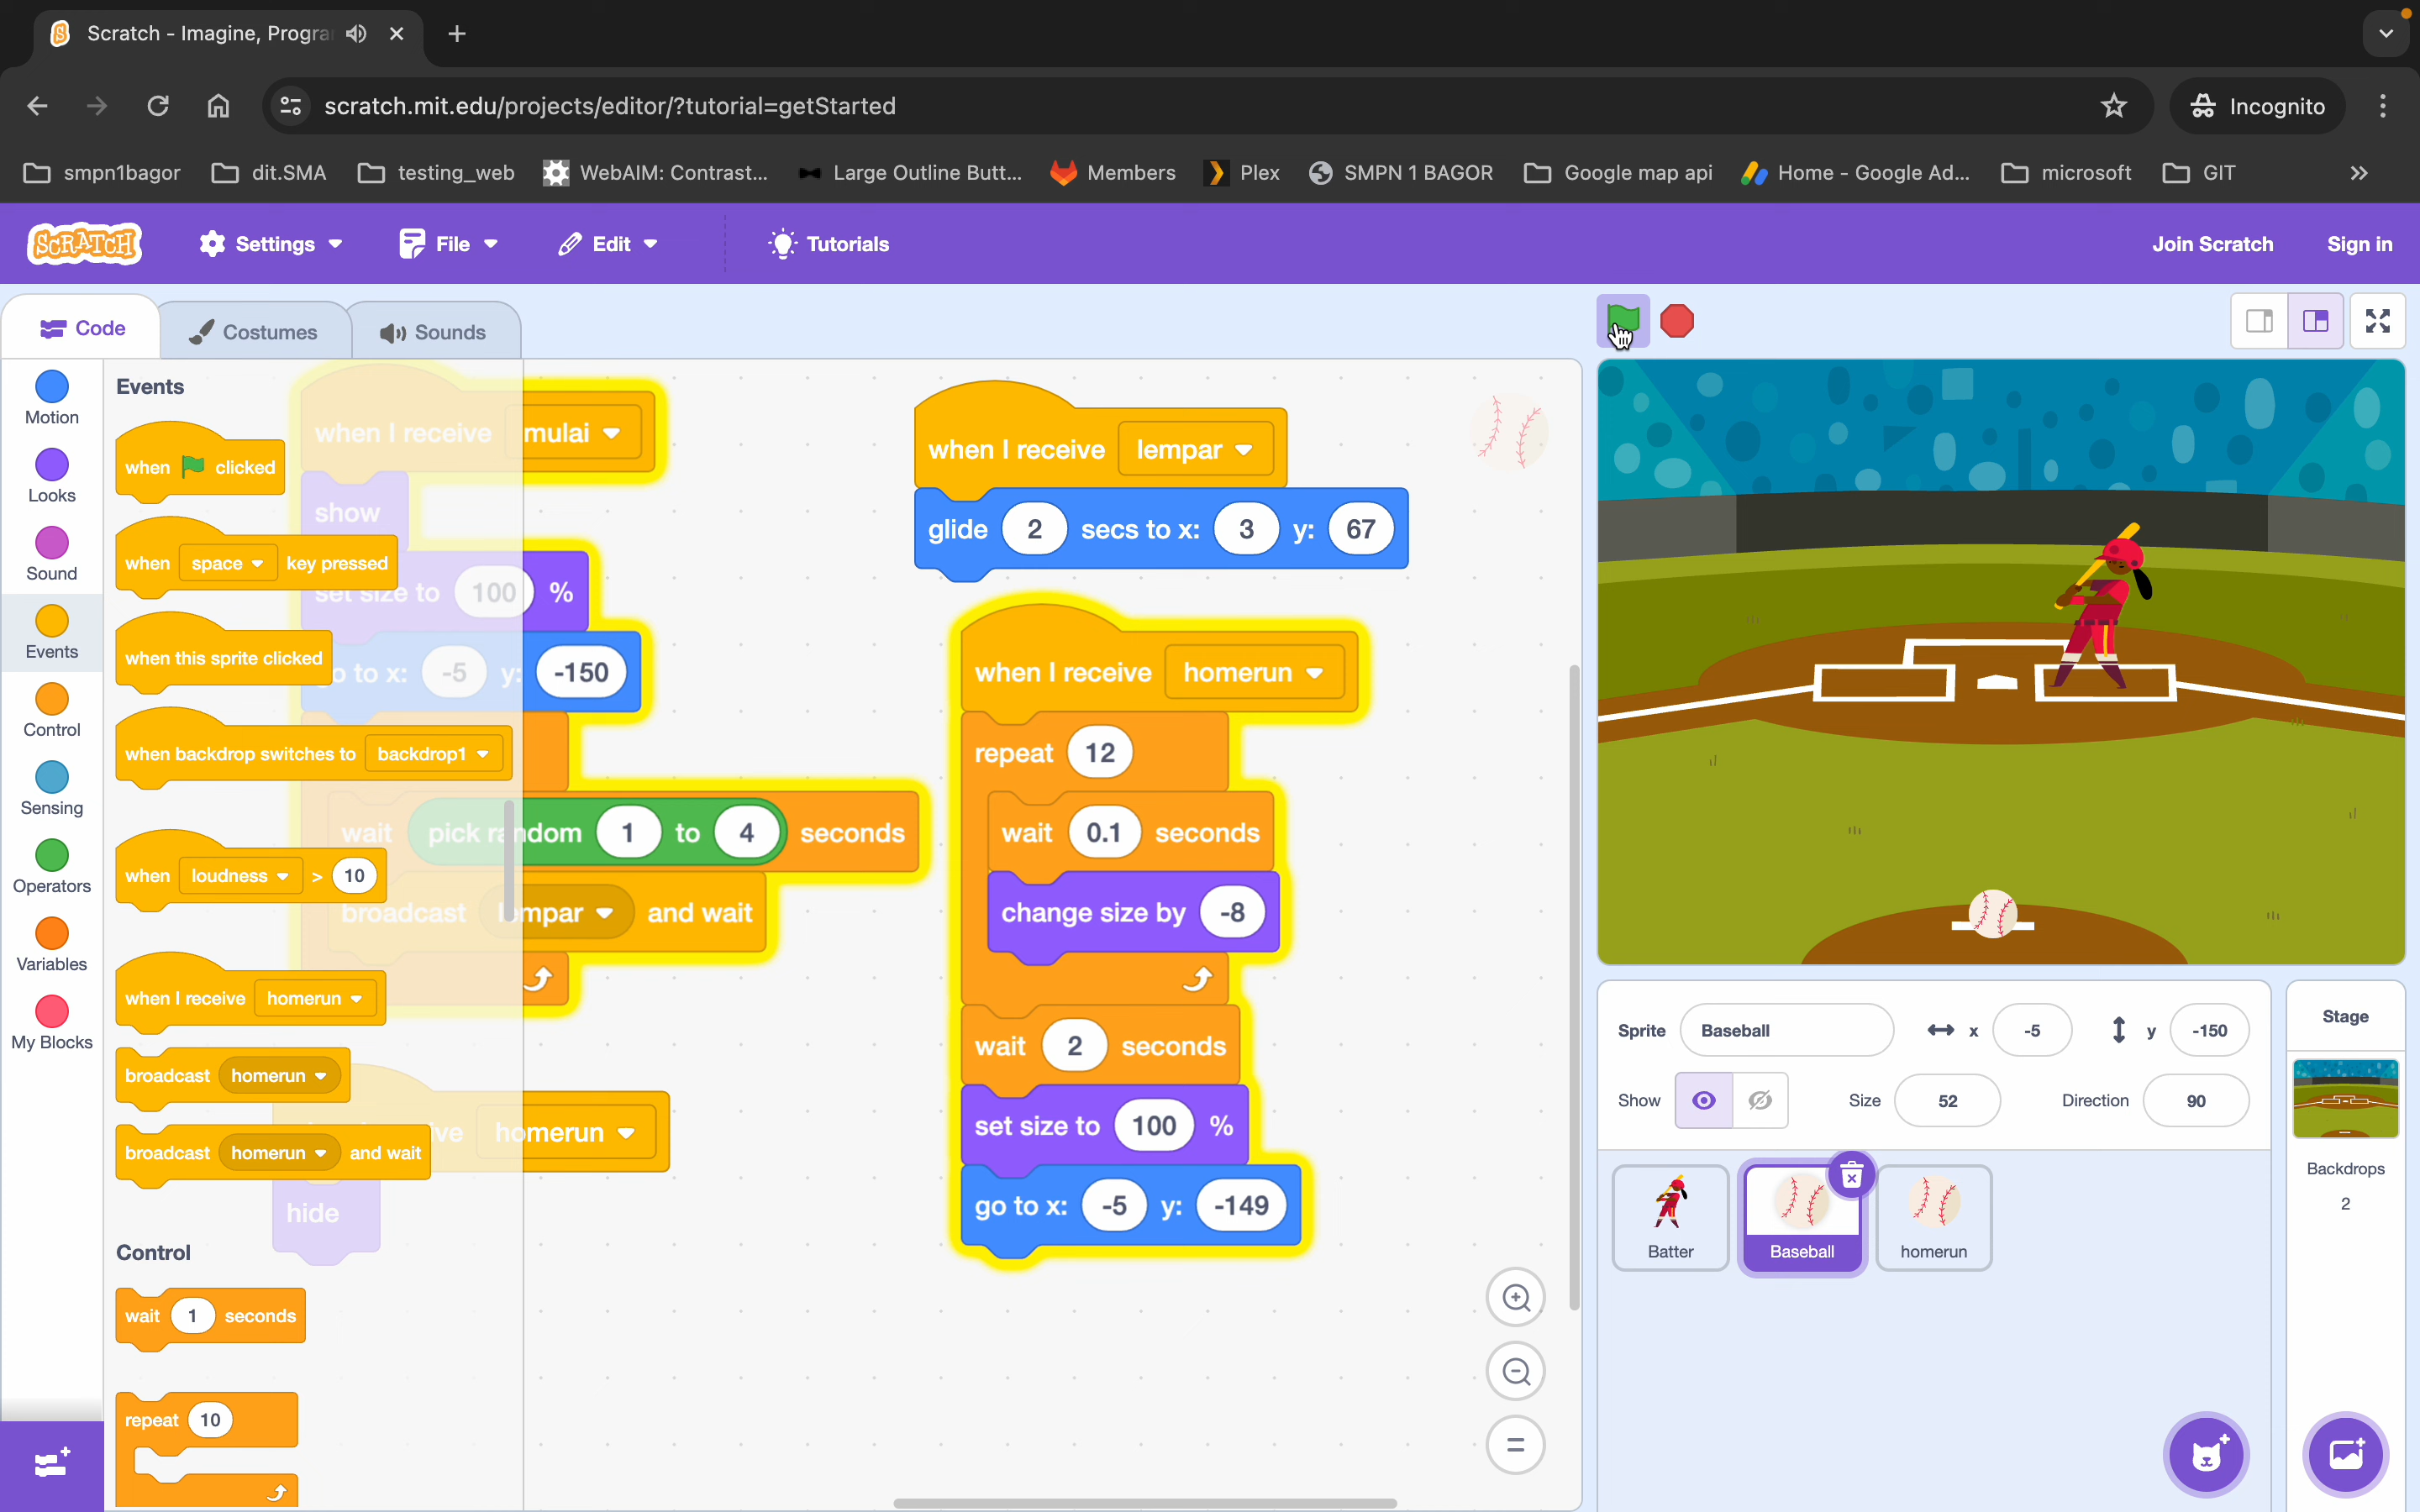 Scratch - Imagine, Progra
scratch.mit.edu/projects/editor/?tutorial=getStarted
Incognito
smpn1bagor
dit.SMA
testing_web
WebAIM: Contrast...
Large Outline Butt...
Members
Plex
SMPN 1 BAGOR
Google map api
Home - Google Ad...
microsoft
GIT
SCRATCH
Settings
File
Edit
Tutorials
Join Scratch
Sign in
Code
Costumes
Sounds
Motion
Looks
Sound
Events
Control
Sensing
Operators
Variables
My Blocks
Events
when clicked
when space key pressed
when this sprite clicked
when backdrop switches to backdrop1
when loudness > 10
when I receive homerun
broadcast homerun
broadcast homerun and wait
Control
wait 1 seconds
repeat 10
when I receive mulai
show
set size to 100 %
go to x: -5 y: -150
wait pick random 1 to 4 seconds
broadcast lempar and wait
homerun
hide
when I receive lempar
glide 2 secs to x: 3 y: 67
when I receive homerun
repeat 12
wait 0.1 seconds
change size by -8
wait 2 seconds
set size to 100 %
go to x: -5 y: -149
Sprite Baseball x -5 y -150
Show Size 52 Direction 90
Batter
Baseball
homerun
Stage
Backdrops
2